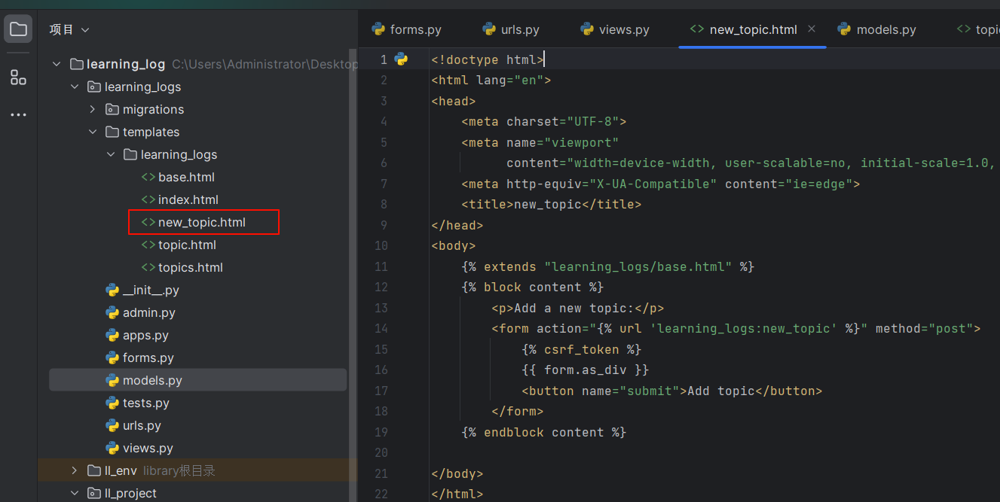 项目
learning_log C:\Users\Administrator\Desktop
learning_logs
migrations
templates
learning_logs
base.html
index.html
new_topic.html
topic.html
topics.html
__init__.py
admin.py
apps.py
forms.py
models.py
tests.py
urls.py
views.py
ll_env library根目录
ll_project
forms.py urls.py views.py new_topic.html models.py topi
1 <!doctype html>
2 <html lang="en">
3 <head>
4 <meta charset="UTF-8">
5 <meta name="viewport"
6 content="width=device-width, user-scalable=no, initial-scale=1.0,
7 <meta http-equiv="X-UA-Compatible" content="ie=edge">
8 <title>new_topic</title>
9 </head>
10 <body>
11 {% extends "learning_logs/base.html" %}
12 {% block content %}
13 <p>Add a new topic:</p>
14 <form action="{% url 'learning_logs:new_topic' %}" method="post">
15 {% csrf_token %}
16 {{ form.as_div }}
17 <button name="submit">Add topic</button>
18 </form>
19 {% endblock content %}
20
21 </body>
22 </html>